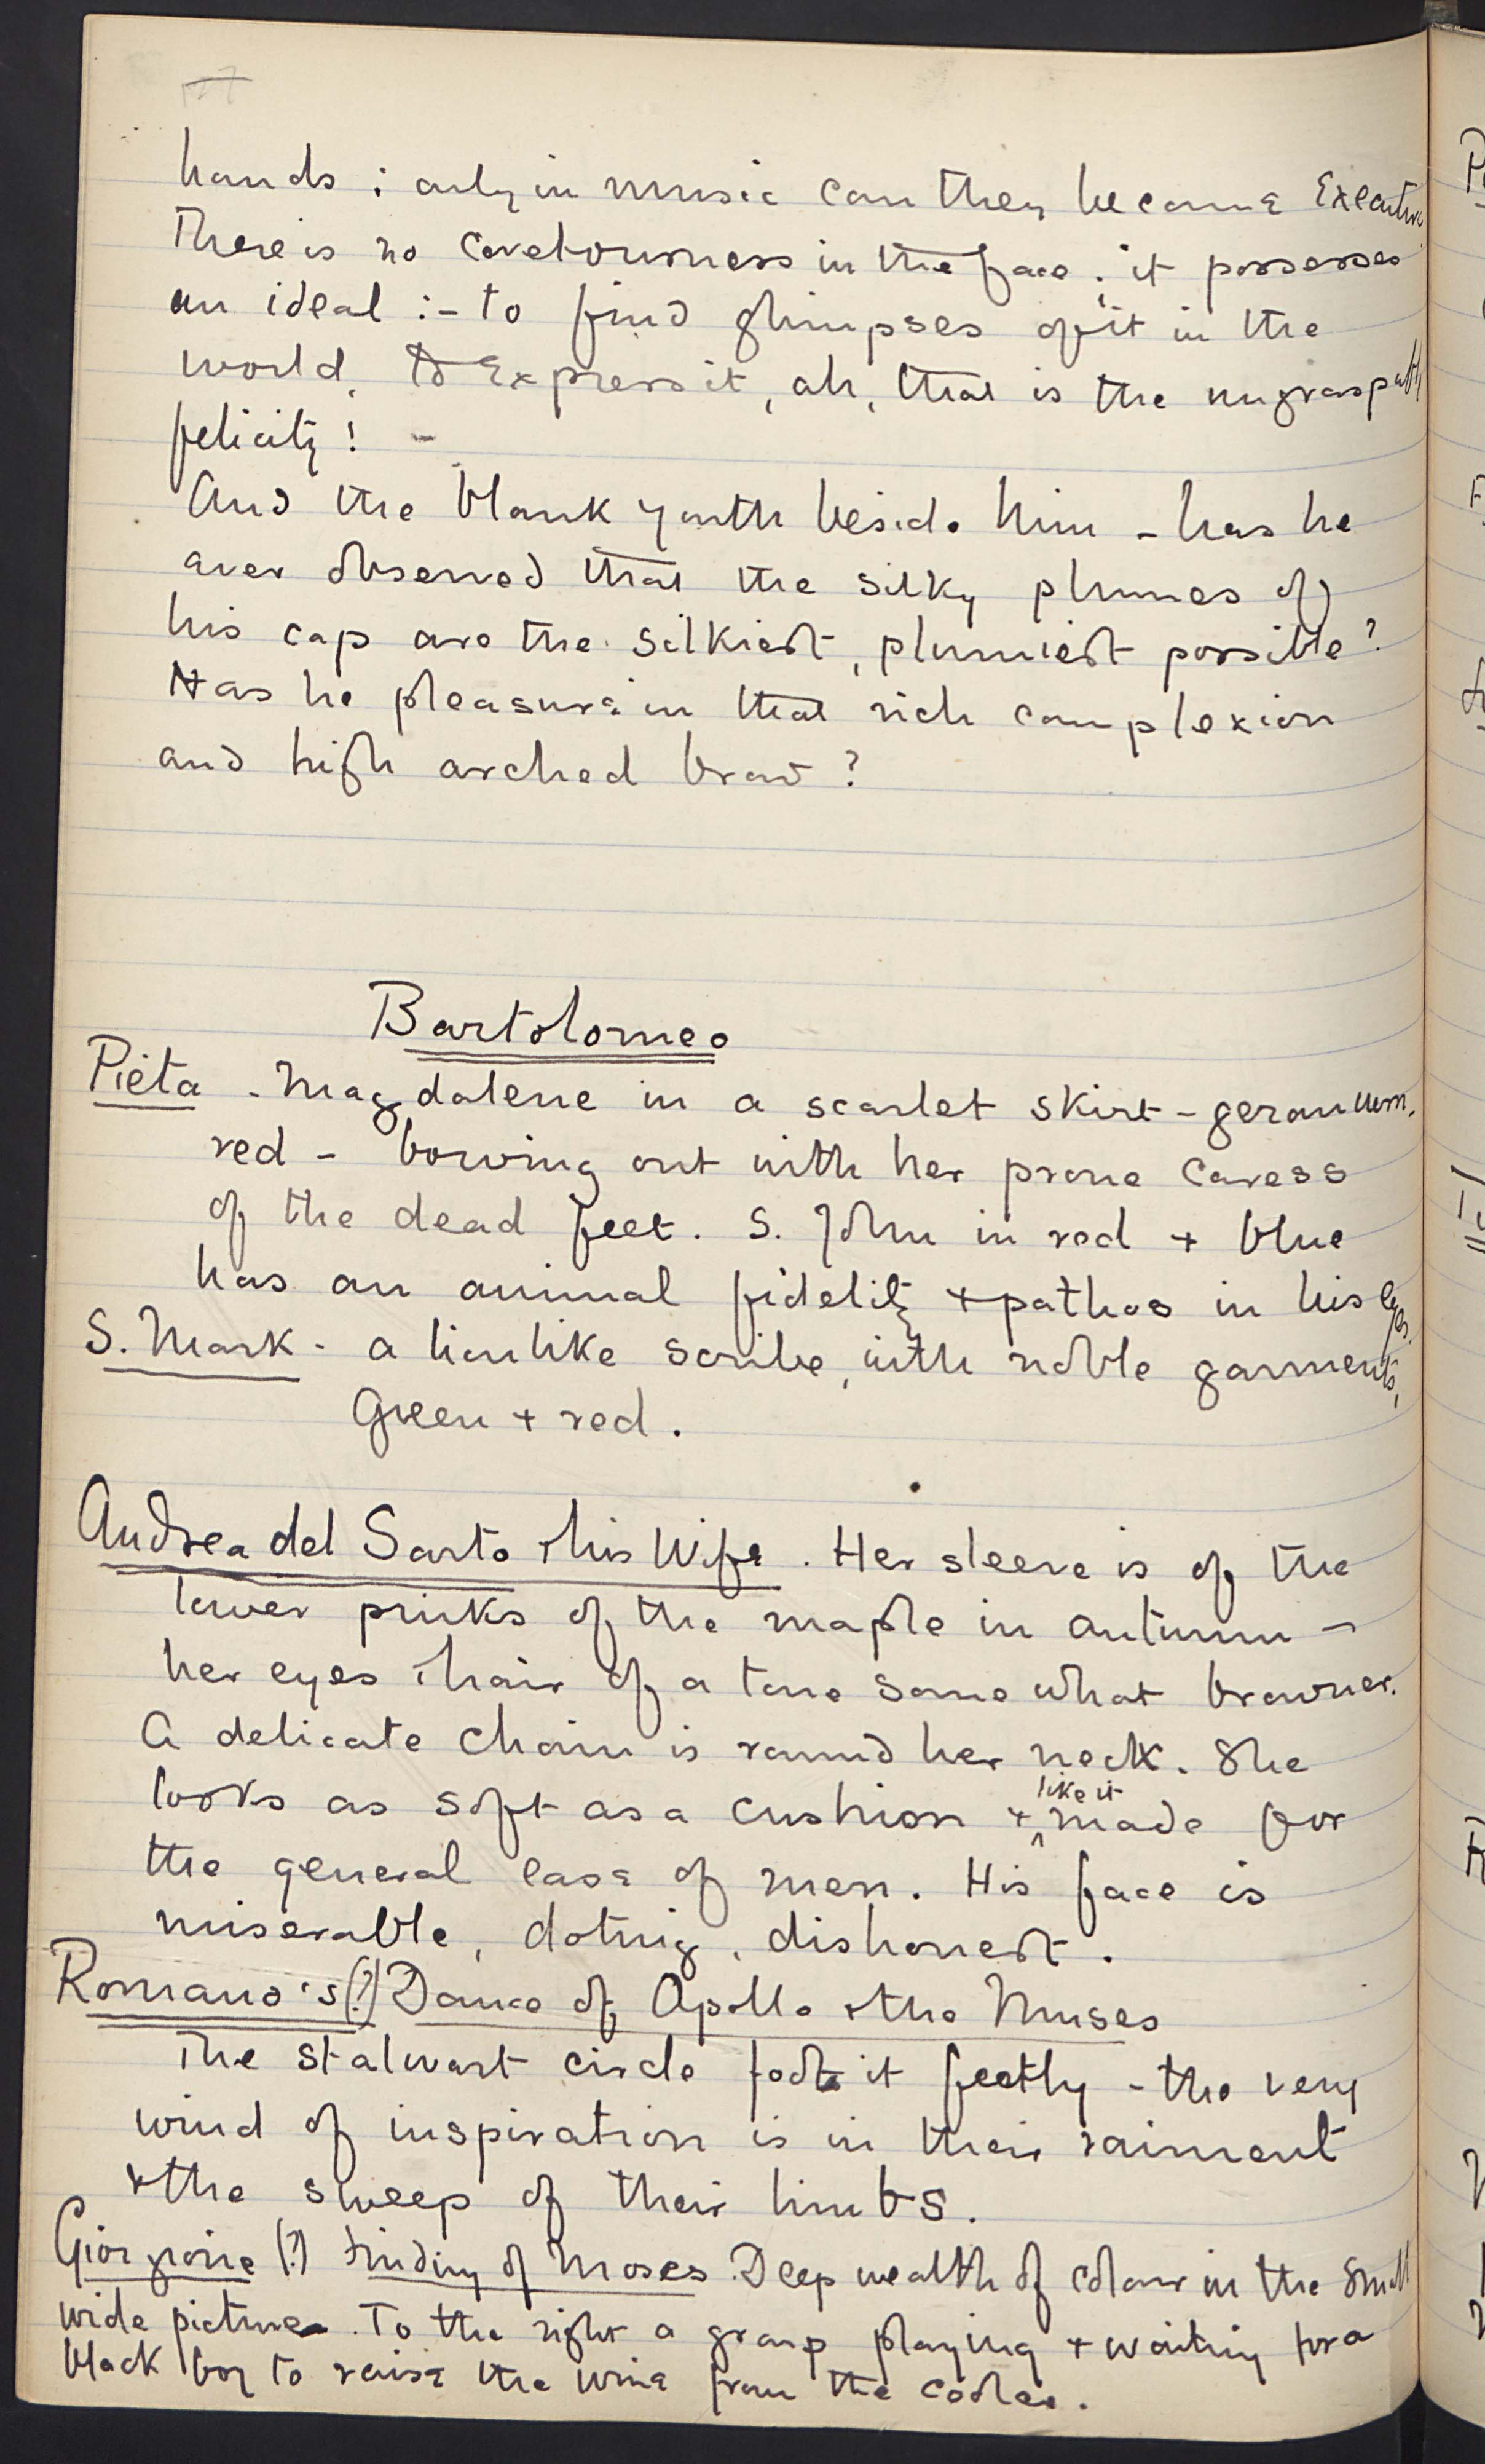 hands ; only in music can they become Executive
There is no covetousness in the face ; it possesses
an ideal :- to find glimpses of it in the
world, to Express it, ah, that is the ungraspable
felicity ! -
And the blank youth beside him - has he
ever observed that the silky plumes of
his cap are the silkiest, plumiest possible ?
Has he pleasure in that rich complexion
and high arched brow ?
Bartolomeo
Pieta - Magdalene in a scarlet skirt - geranium.
red - bowing out with her prone caress
of the dead feet. S. John in red + blue
has an animal fidelity + pathos in his eyes.
S. Mark - a lionlike scribe, with noble garments,
Green + red.
Andrea del Sarto & his Wife. Her sleeve is of the
lower pinks of the maple in autumn -
her eyes & hair of a tone somewhat browner.
A delicate chain is round her neck. She
looks as soft as a cushion + like it made for
the general ease of men. His face is
miserable, doting, dishonest.
Romano's (?) Dance of Apollo & the Muses
The stalwart circle foot it feetly - the very
wind of inspiration is in their raiment
& the sweep of their limbs.
Giorgione (?) Finding of Moses Deep wealth of colour in the small
wide picture. To the right a group playing + waiting for a
black boy to raise the wine from the cooler.